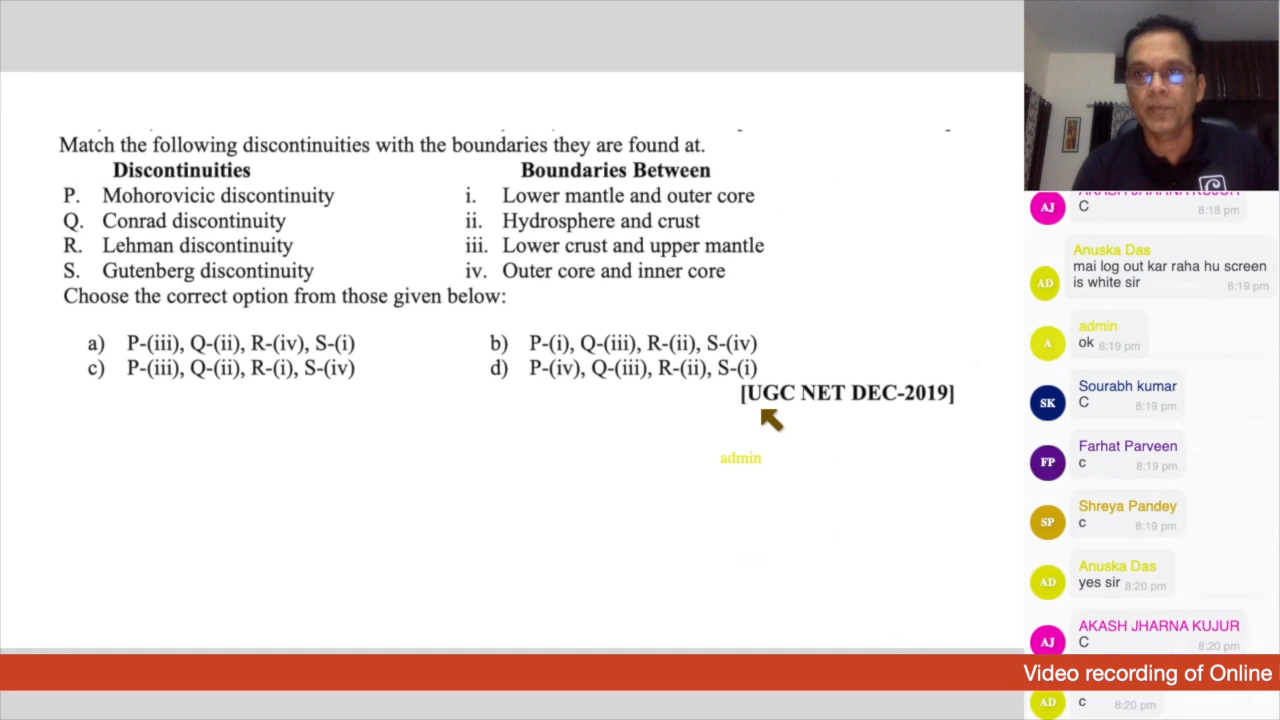 Match the following discontinuities with the boundaries they are found at.
Discontinuities Boundaries Between
P. Mohorovicic discontinuity i. Lower mantle and outer core
Q. Conrad discontinuity ii. Hydrosphere and crust
R. Lehman discontinuity iii. Lower crust and upper mantle
S. Gutenberg discontinuity iv. Outer core and inner core
Choose the correct option from those given below:
a) P-(iii), Q-(ii), R-(iv), S-(i) b) P-(i), Q-(iii), R-(ii), S-(iv)
c) P-(iii), Q-(ii), R-(i), S-(iv) d) P-(iv), Q-(iii), R-(ii), S-(i)
[UGC NET DEC-2019]
admin
AKASH JHARNA KUJUR
AJ C 8:18 pm
Anuska Das
AD mai log out kar raha hu screen
is white sir 8:19 pm
admin
A ok 8:19 pm
Sourabh kumar
SK C 8:19 pm
Farhat Parveen
FP c 8:19 pm
Shreya Pandey
SP c 8:19 pm
Anuska Das
AD yes sir 8:20 pm
AKASH JHARNA KUJUR
AJ C 8:20 pm
Video recording of Online
AD c 8:20 pm